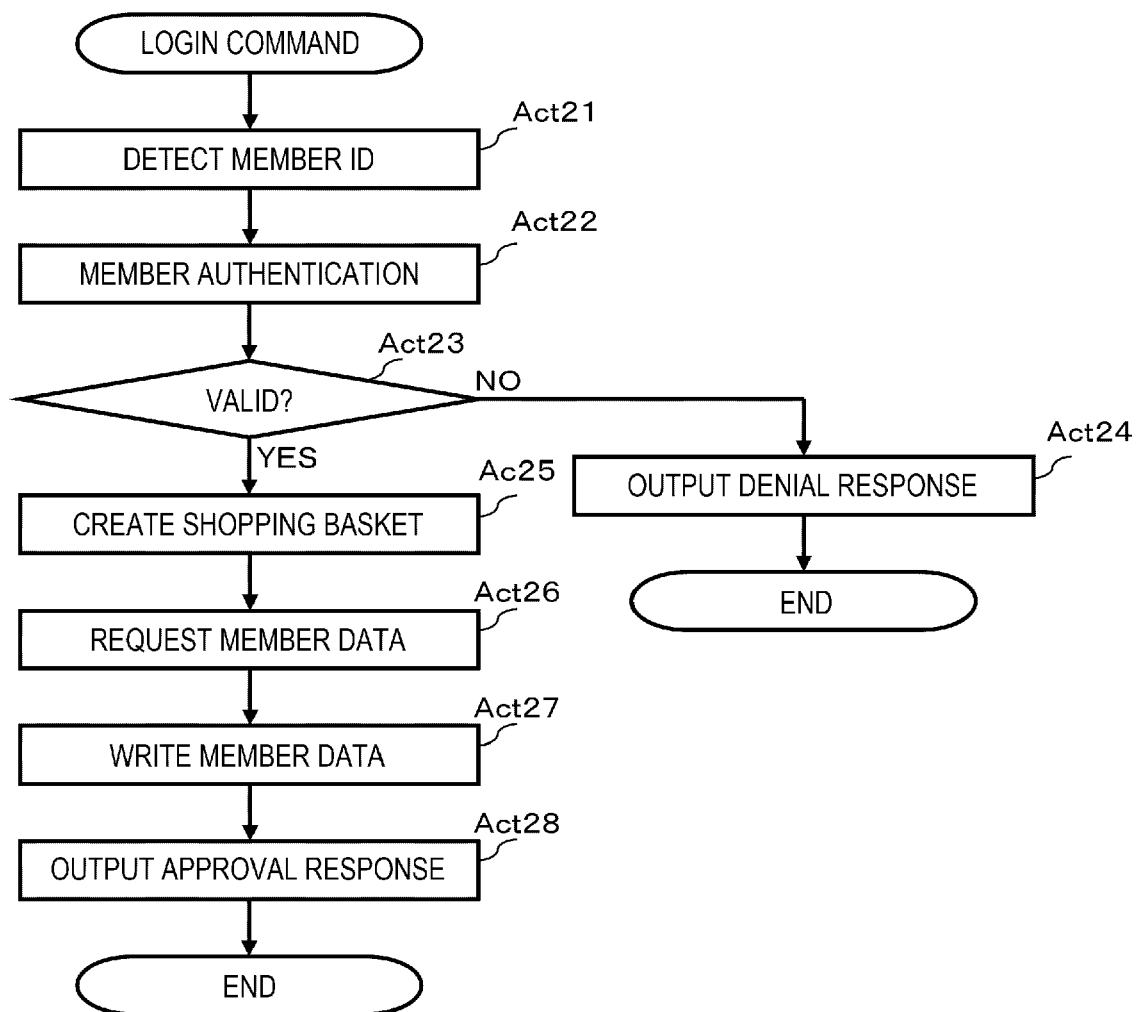 LOGIN COMMAND
Act21
DETECT MEMBER ID
Act22
MEMBER AUTHENTICATION
Act23
VALID?
NO
YES
Act24
OUTPUT DENIAL RESPONSE
END
Ac25
CREATE SHOPPING BASKET
Act26
REQUEST MEMBER DATA
Act27
WRITE MEMBER DATA
Act28
OUTPUT APPROVAL RESPONSE
END